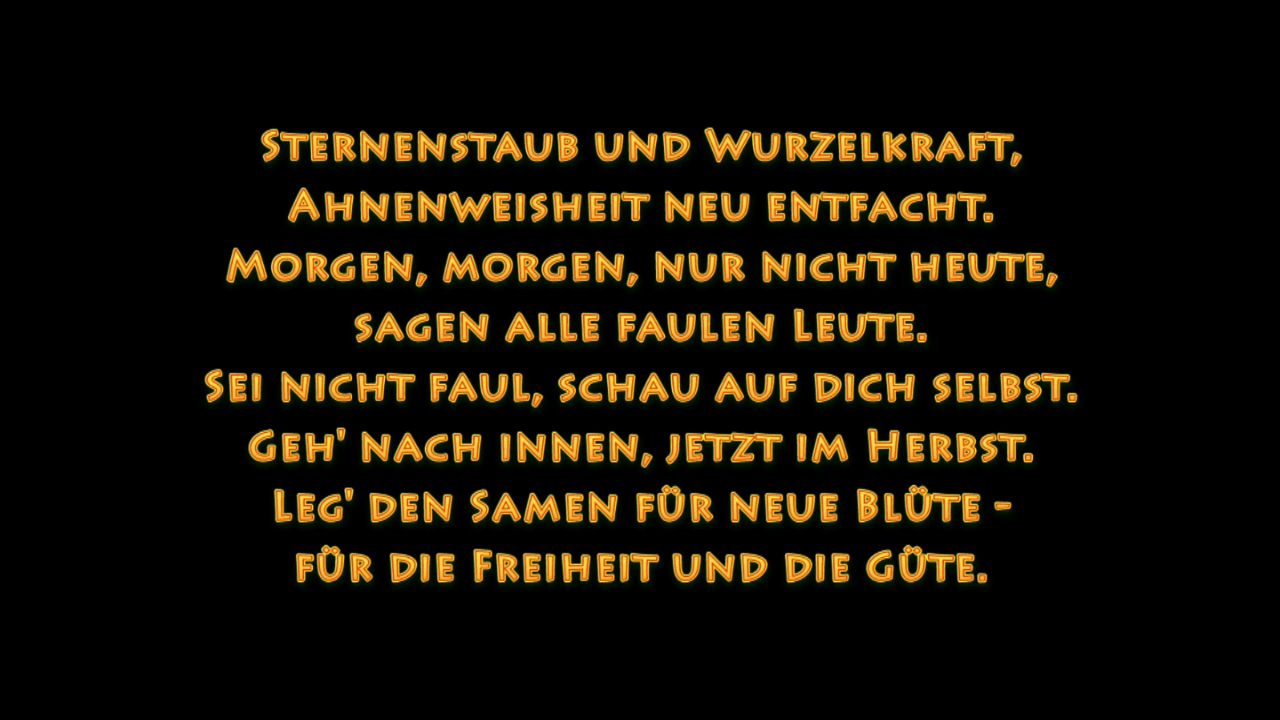 Sternenstaub und Wurzelkraft,
Ahnenweisheit neu entfacht.
Morgen, morgen, nur nicht heute,
sagen alle faulen Leute.
Sei nicht faul, schau auf dich selbst.
Geh' nach innen, jetzt im Herbst.
Leg' den Samen für neue Blüte -
für die Freiheit und die Güte.